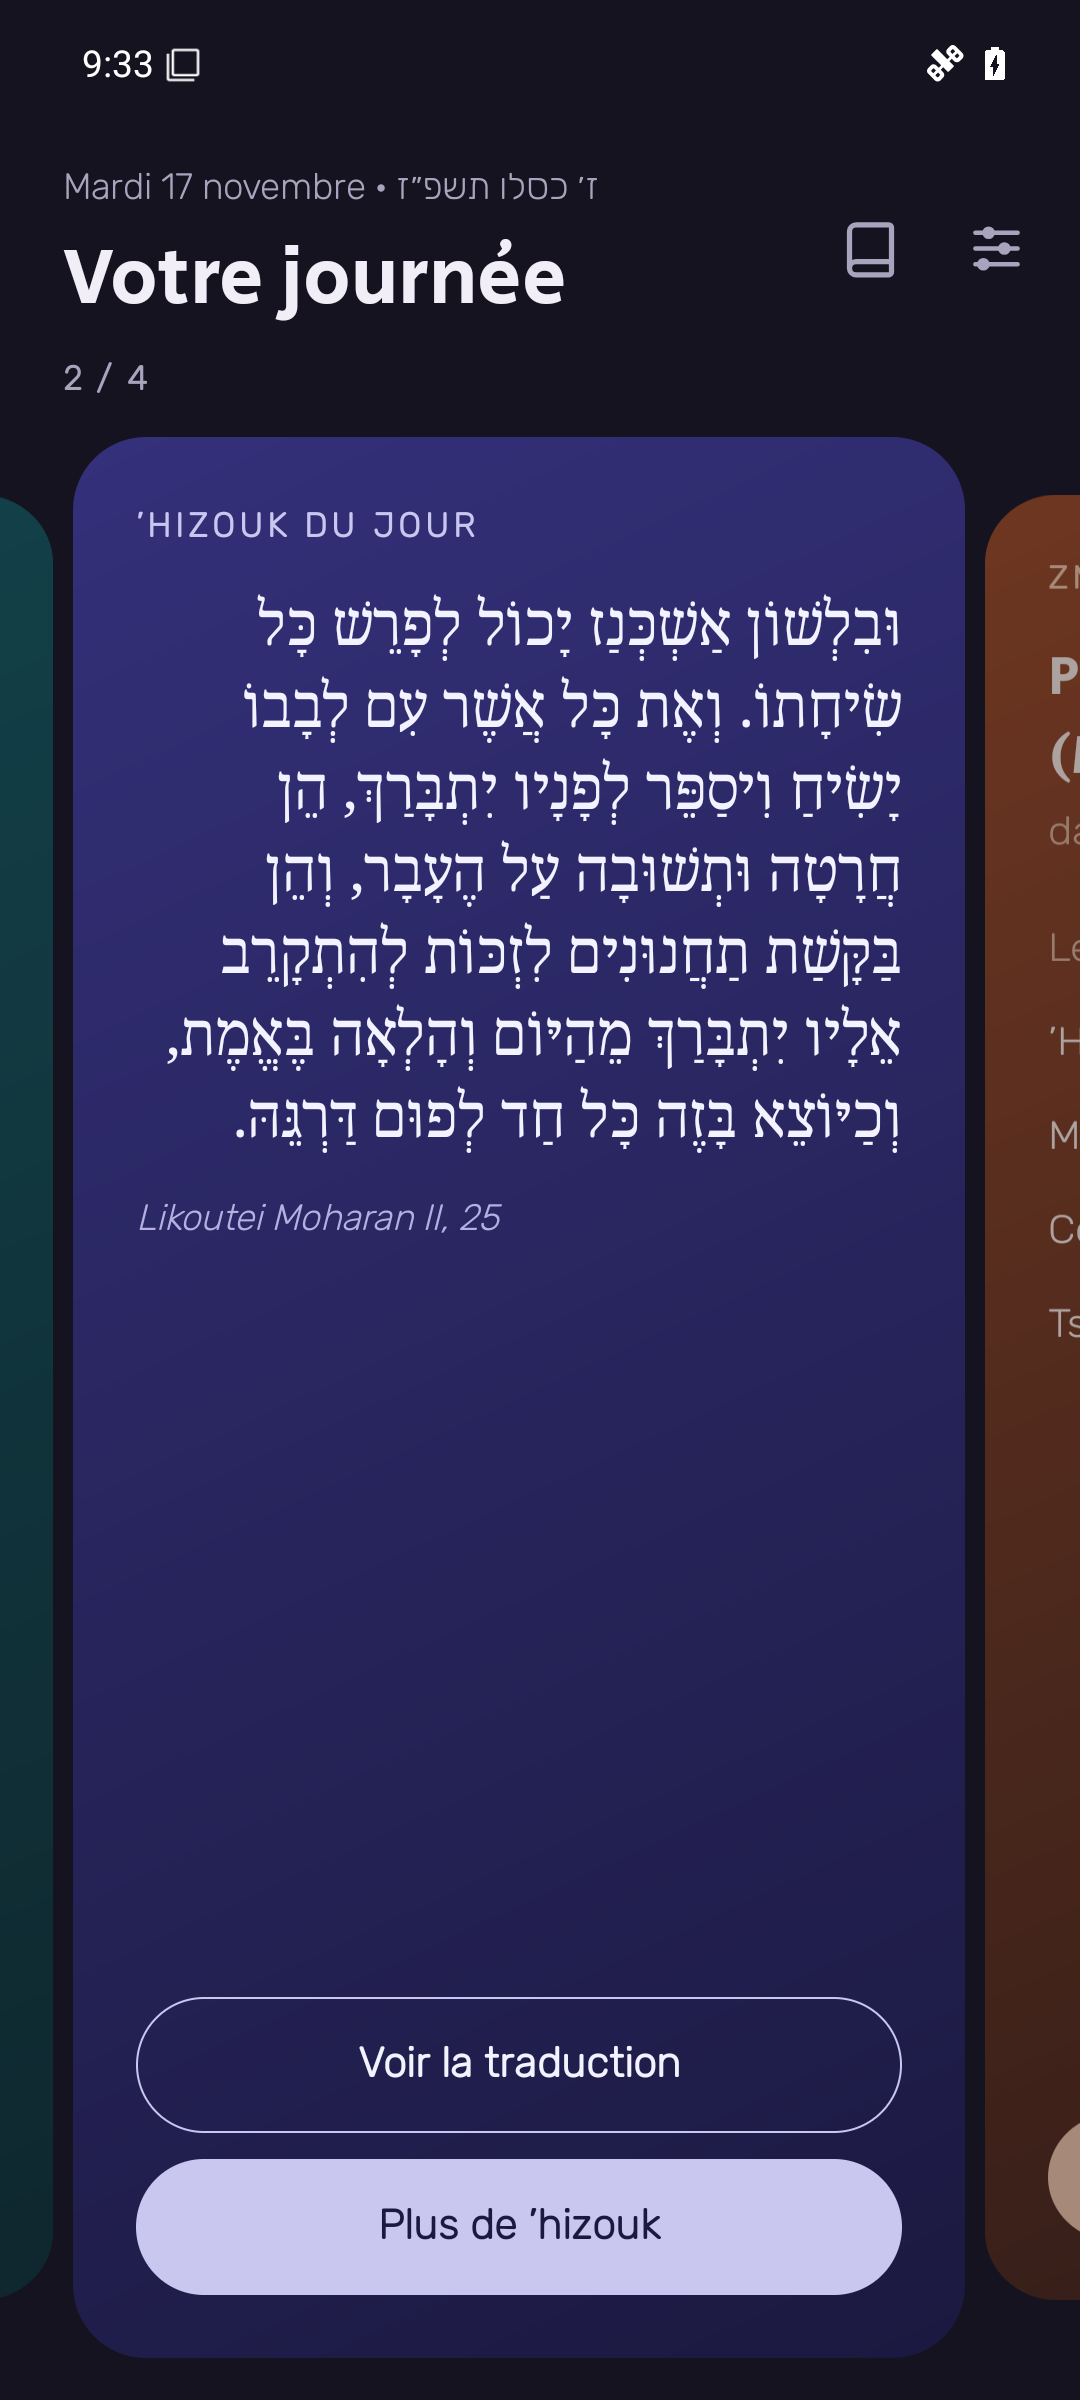 9:33
Mardi 17 novembre • ז׳ כסלו תשפ״ז
Votre journée
2 / 4
’HIZOUK DU JOUR
וּבִלְשׁוֹן אַשְׁכְּנַז יָכוֹל לְפָרֵשׁ כָּל
שִׂיחָתוֹ. וְאֶת כָּל אֲשֶׁר עִם לְבָבוֹ
יָשִׂיחַ וִיסַפֵּר לְפָנָיו יִתְבָּרַךְ, הֵן
חֲרָטָה וּתְשׁוּבָה עַל הֶעָבָר, וְהֵן
בַּקָּשַׁת תַּחֲנוּנִים לִזְכּוֹת לְהִתְקָרֵב
אֵלָיו יִתְבָּרַךְ מֵהַיּוֹם וְהָלְאָה בֶּאֱמֶת,
וְכַיּוֹצֵא בָּזֶה כָּל חַד לְפוּם דַּרְגֵּהּ.
Likoutei Moharan II, 25
Voir la traduction
Plus de ’hizouk